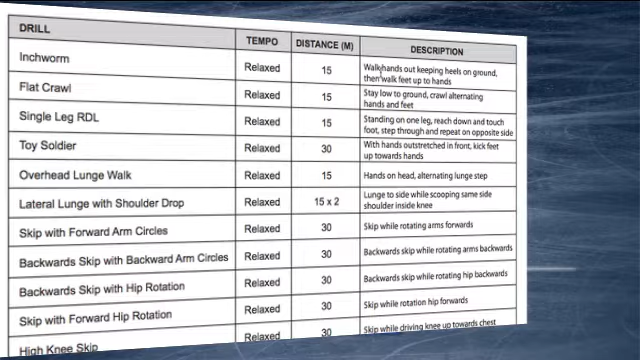 DRILL TEMPO DISTANCE (M) DESCRIPTION
Inchworm Relaxed 15 Walk hands out keeping heels on ground,
then walk feet up to hands
Flat Crawl Relaxed 15 Stay low to ground, crawl alternating
hands and feet
Single Leg RDL Relaxed 15 Standing on one leg, reach down and touch
foot, step through and repeat on opposite side
Toy Soldier Relaxed 30 With hands outstretched in front, kick feet
up towards hands
Overhead Lunge Walk Relaxed 15 Hands on head, alternating lunge step
Lateral Lunge with Shoulder Drop Relaxed 15 x 2 Lunge to side while scooping same side
shoulder inside knee
Skip with Forward Arm Circles Relaxed 30 Skip while rotating arms forwards
Backwards Skip with Backward Arm Circles Relaxed 30 Backwards skip while rotating arms backwards
Backwards Skip with Hip Rotation Relaxed 30 Backwards skip while rotating hip backwards
Skip with Forward Hip Rotation Relaxed 30 Skip while rotation hip forwards
High Knee Skip Relaxed 30 Skip while driving knee up towards chest